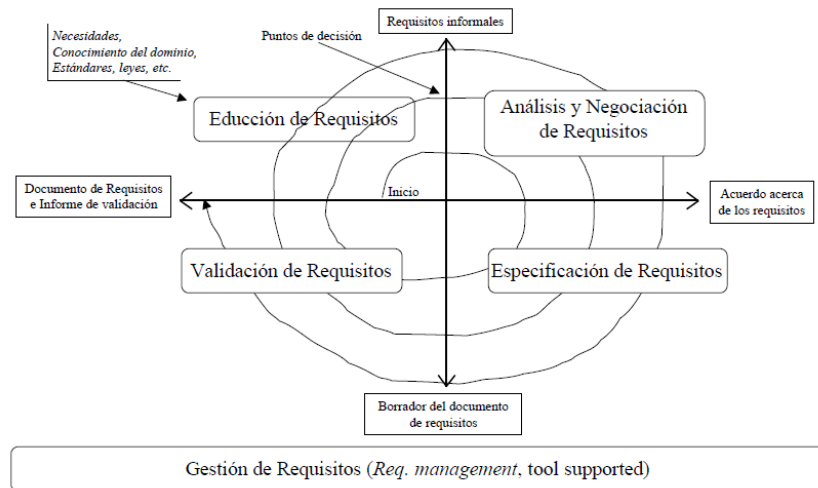 Requisitos informales
Necesidades,
Conocimiento del dominio,
Estándares, leyes, etc.
Puntos de decisión
Educción de Requisitos
Análisis y Negociación
de Requisitos
Documento de Requisitos
e Informe de validación
Inicio
Acuerdo acerca
de los requisitos
Validación de Requisitos
Especificación de Requisitos
Borrador del documento
de requisitos
Gestión de Requisitos (Req. management, tool supported)